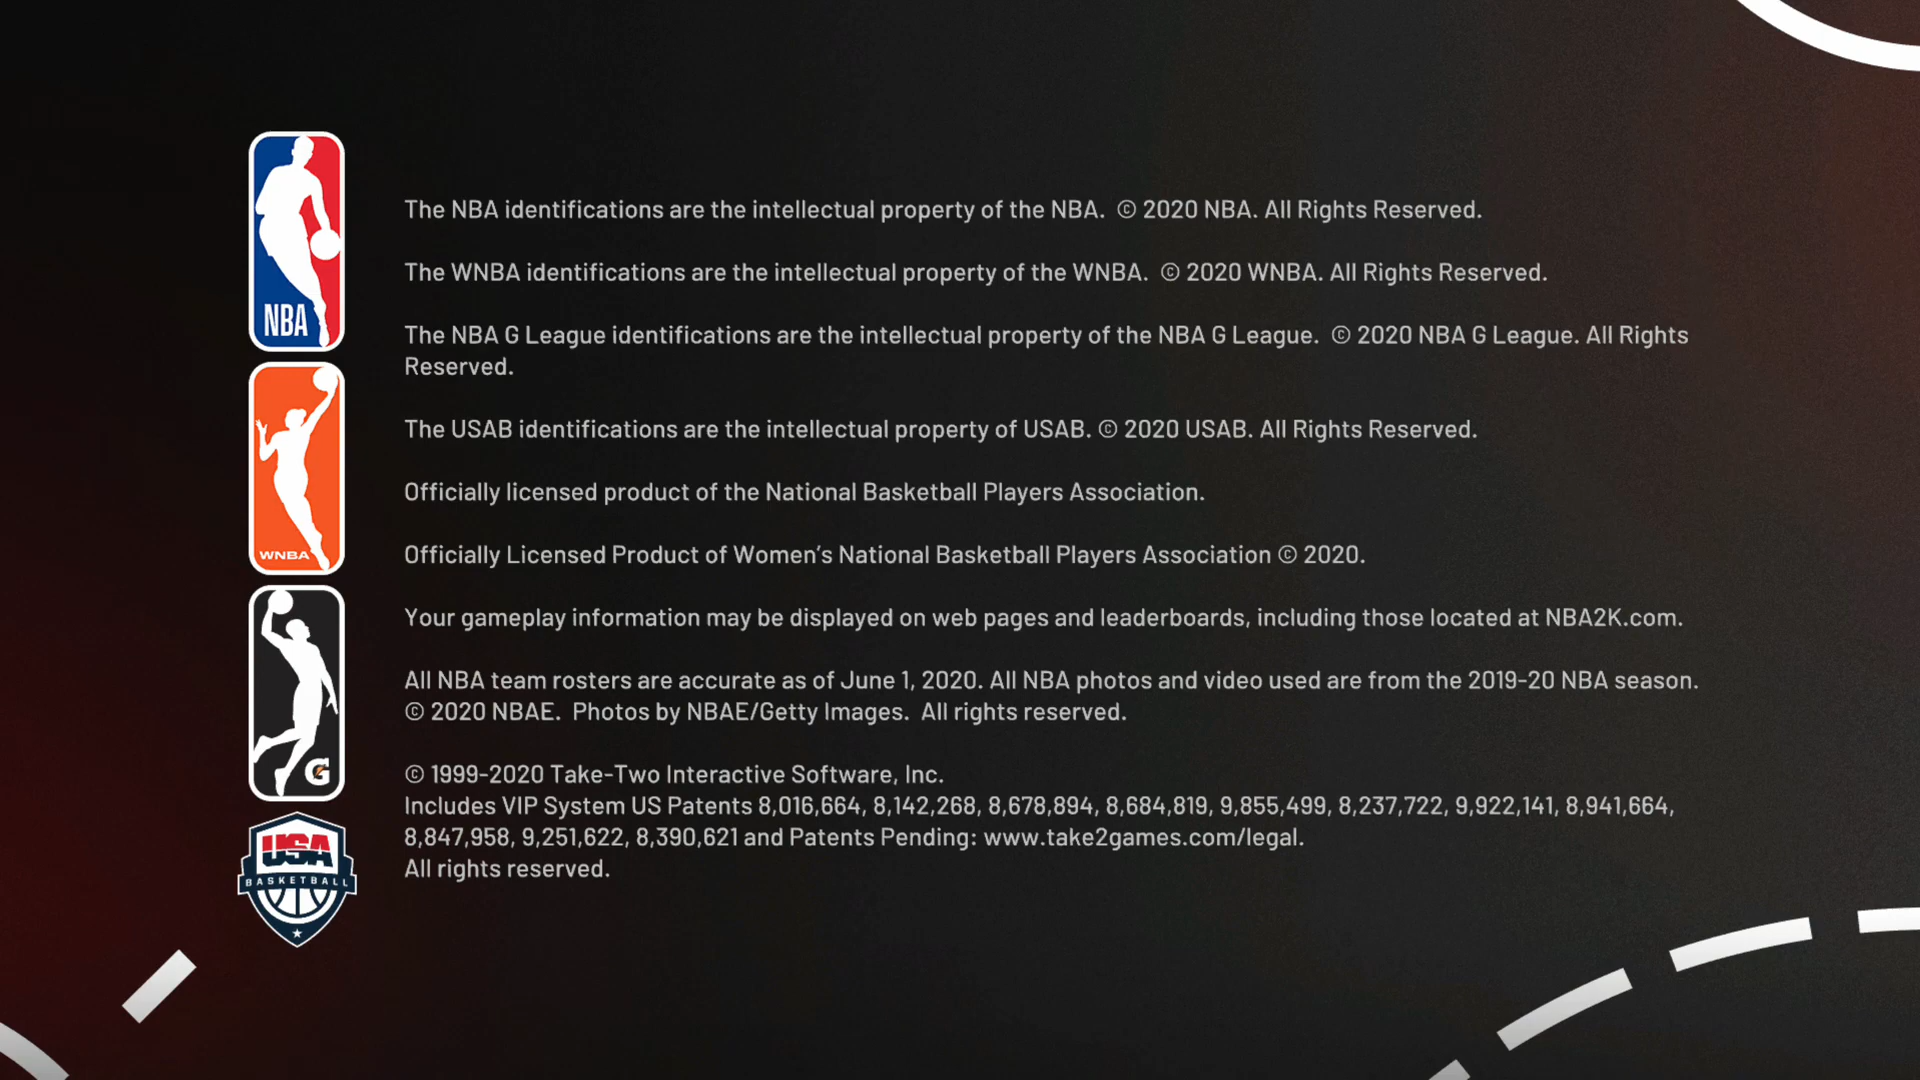 NBA
The NBA identifications are the intellectual property of the NBA.  © 2020 NBA. All Rights Reserved.
The WNBA identifications are the intellectual property of the WNBA.  © 2020 WNBA. All Rights Reserved.
The NBA G League identifications are the intellectual property of the NBA G League.  © 2020 NBA G League. All Rights
Reserved.
WNBA
The USAB identifications are the intellectual property of USAB. © 2020 USAB. All Rights Reserved.
Officially licensed product of the National Basketball Players Association.
Officially Licensed Product of Women's National Basketball Players Association © 2020.
G
Your gameplay information may be displayed on web pages and leaderboards, including those located at NBA2K.com.
All NBA team rosters are accurate as of June 1, 2020. All NBA photos and video used are from the 2019-20 NBA season.
© 2020 NBAE.  Photos by NBAE/Getty Images.  All rights reserved.
© 1999-2020 Take-Two Interactive Software, Inc.
Includes VIP System US Patents 8,016,664, 8,142,268, 8,678,894, 8,684,819, 9,855,499, 8,237,722, 9,922,141, 8,941,664,
8,847,958, 9,251,622, 8,390,621 and Patents Pending: www.take2games.com/legal.
All rights reserved.
USA
BASKETBALL